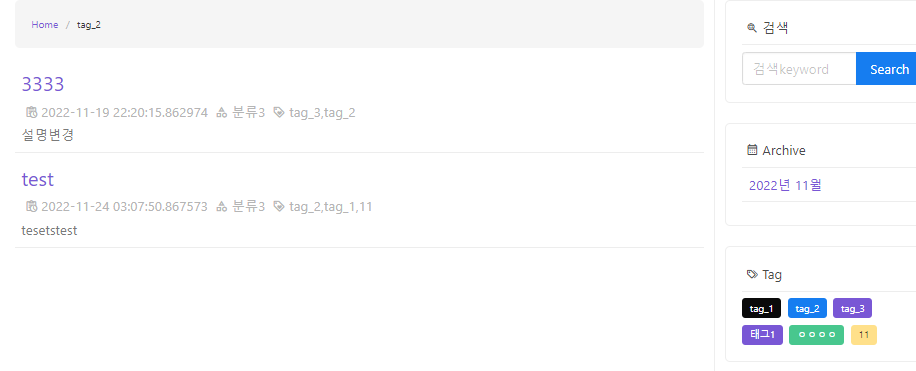 Home / tag_2
3333
2022-11-19 22:20:15.862974 분류3 tag_3,tag_2
설명변경
test
2022-11-24 03:07:50.867573 분류3 tag_2,tag_1,11
tesetstest
검색
검색keyword Search
Archive
2022년 11월
Tag
tag_1 tag_2 tag_3
태그1 ㅇㅇㅇㅇ 11